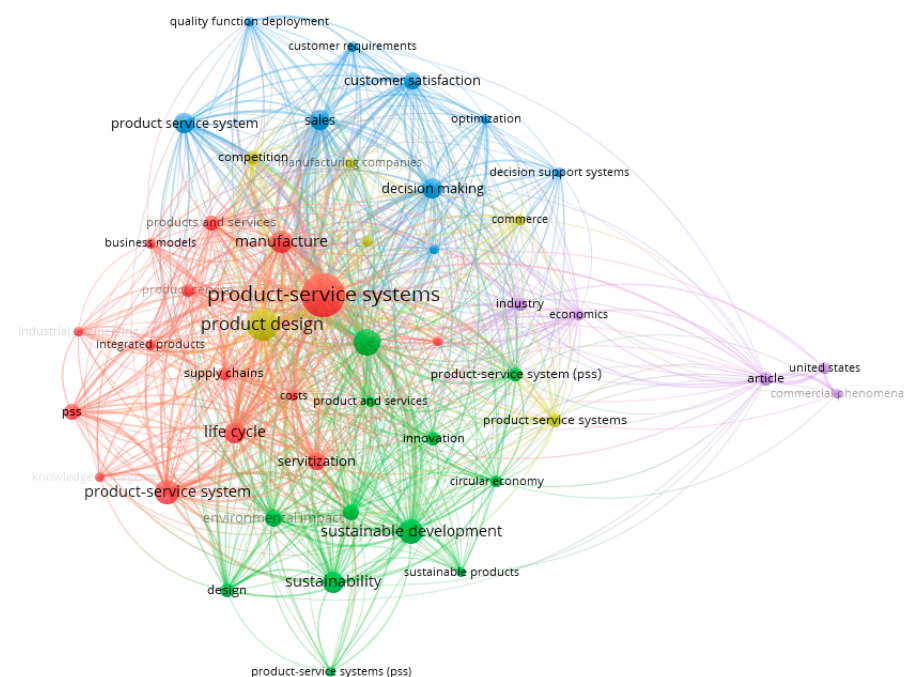 quality function deployment
customer requirements
customer satisfaction
product service system
sales
optimization
competition
manufacturing companies
decision support systems
decision making
products and services
commerce
business models
manufacture
product service
product-service systems
industry
economics
product design
industrial
integrated products
supply chains
product-service system (pss)
united states
article
commercial phenomena
costs
product and services
pss
product service systems
life cycle
innovation
servitization
knowledge
circular economy
product-service system
environmental impact
sustainable development
sustainable products
sustainability
design
product-service systems (pss)